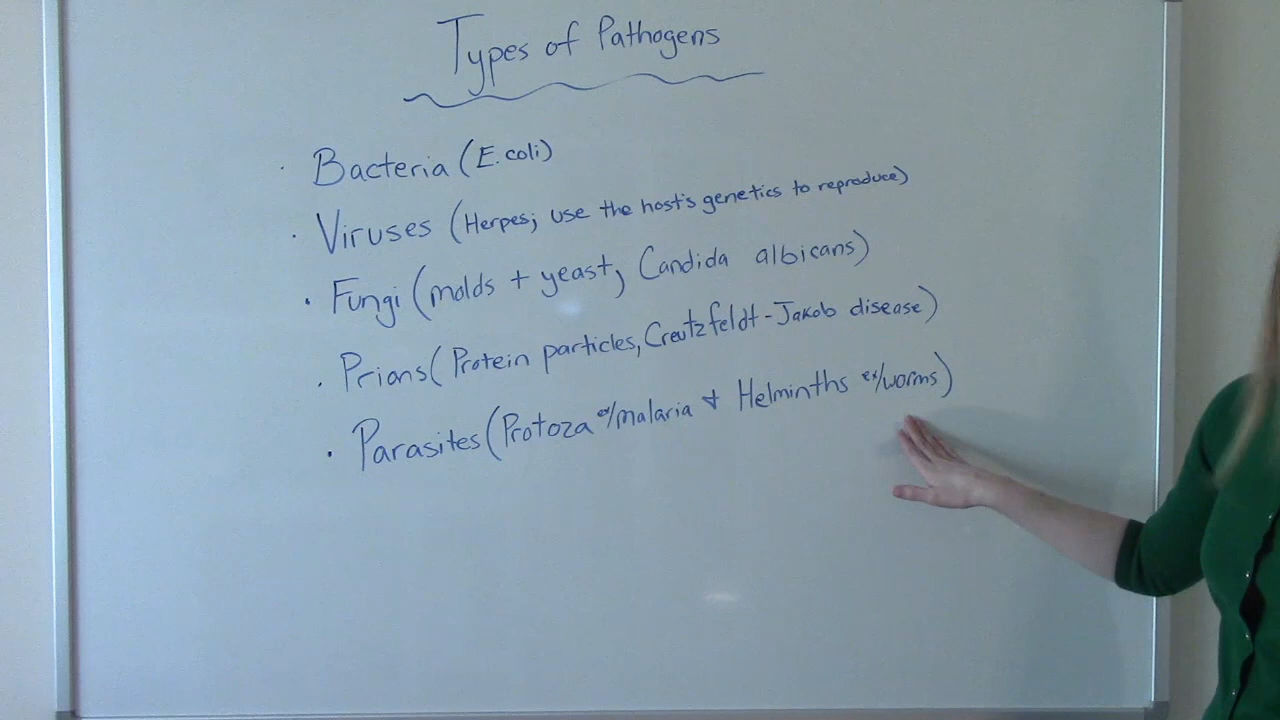 Types of Pathogens
· Bacteria (E. coli)
· Viruses (Herpes; use the host's genetics to reproduce)
· Fungi (molds + yeast, Candida albicans)
· Prions (Protein particles, Creutzfeldt-Jakob disease)
· Parasites (Protoza ex/malaria + Helminths ex/worms)